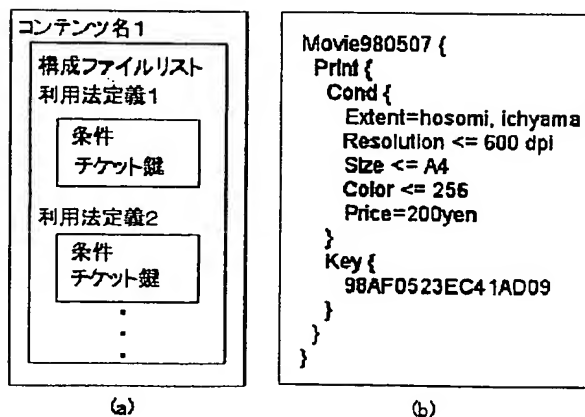 コンテンツ名1
構成ファイルリスト
利用法定義1
条件
チケット鍵
利用法定義2
条件
チケット鍵
(a)
Movie980507 {
Print {
Cond {
Extent=hosomi, ichyama
Resolution <= 600 dpi
Size <= A4
Color <= 256
Price=200yen
}
Key {
98AF0523EC41AD09
}
}
}
(b)